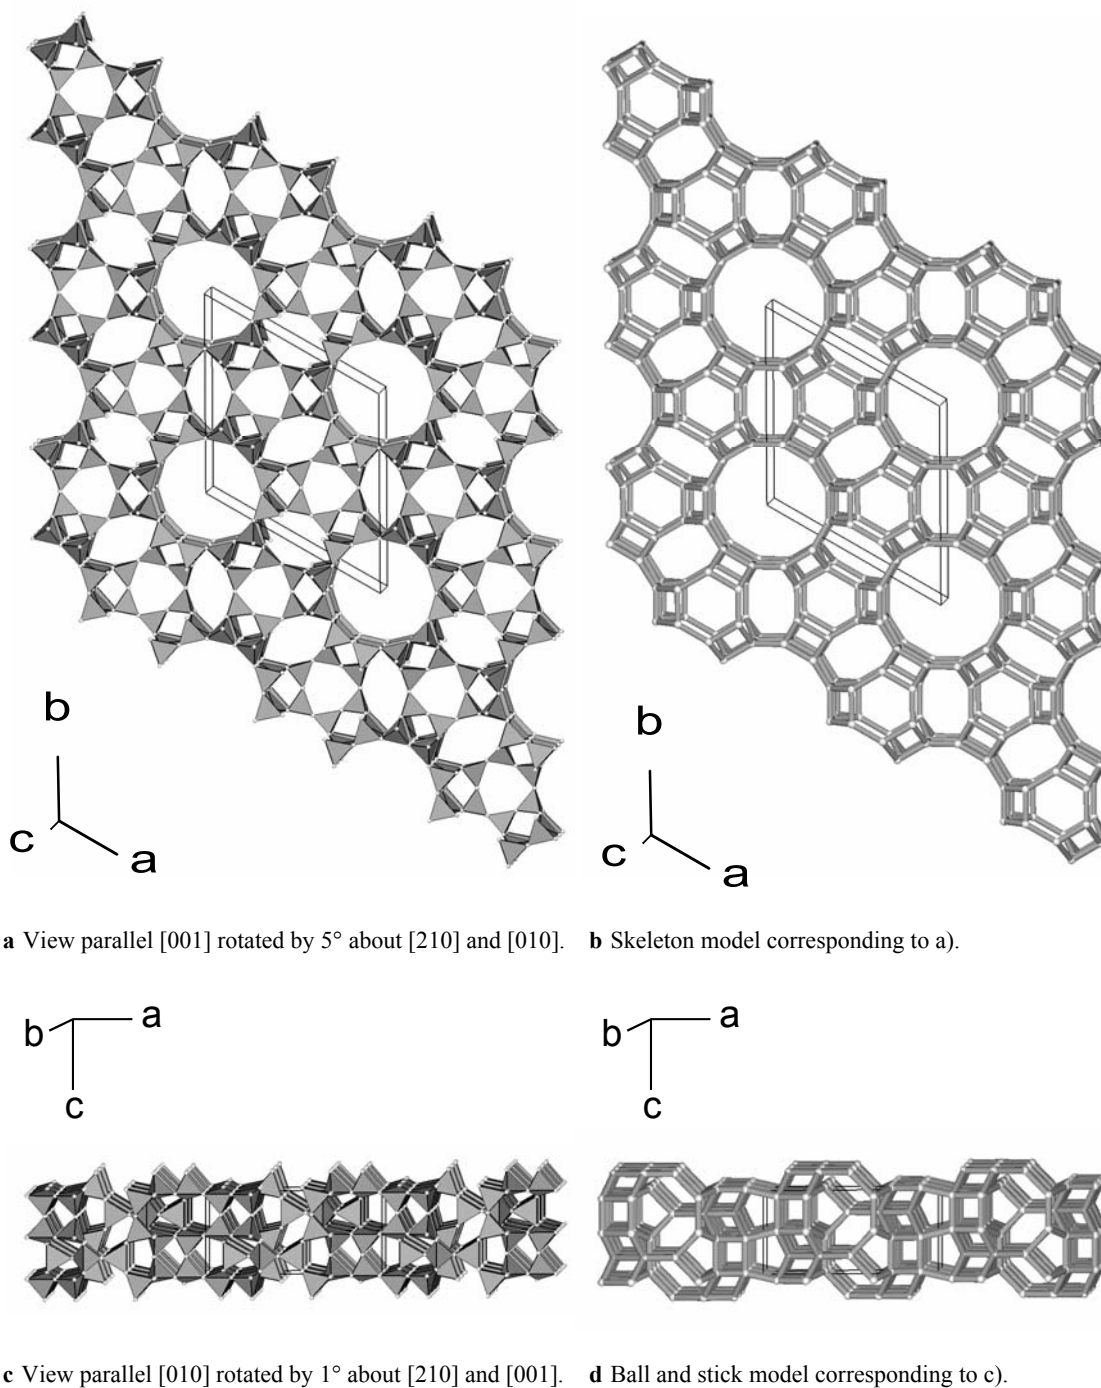 b
c
a
b
c
a
a View parallel [001] rotated by 5° about [210] and [010].
b Skeleton model corresponding to a).
b
a
c
b
a
c
c View parallel [010] rotated by 1° about [210] and [001].
d Ball and stick model corresponding to c).